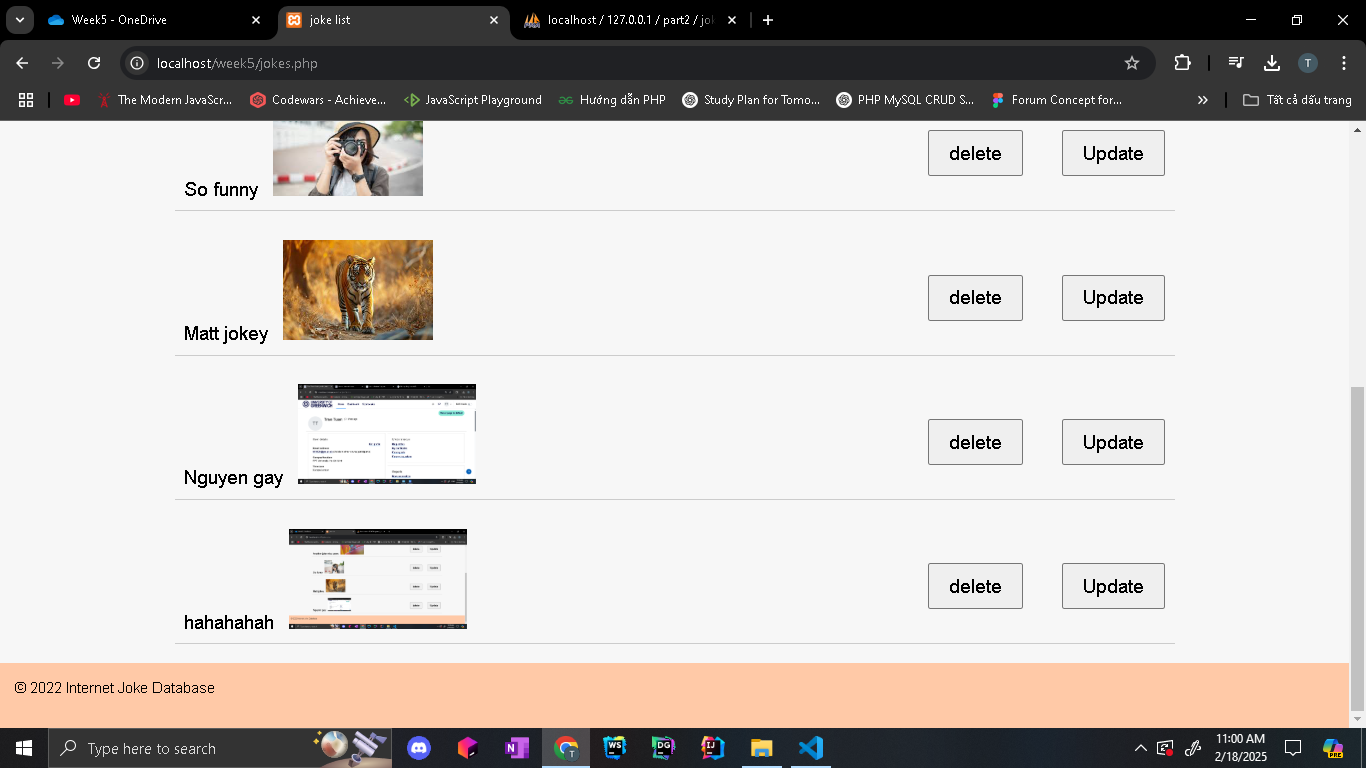 Week5 - OneDrive
joke list
localhost / 127.0.0.1 / part2 / jol
localhost/week5/jokes.php
The Modern JavaScr...
Codewars - Achieve...
JavaScript Playground
Hướng dẫn PHP
Study Plan for Tomo...
PHP MySQL CRUD S...
Forum Concept for...
Tất cả dấu trang
So funny
delete
Update
Matt jokey
delete
Update
Nguyen gay
delete
Update
hahahahah
delete
Update
© 2022 Internet Joke Database
Type here to search
11:00 AM
2/18/2025